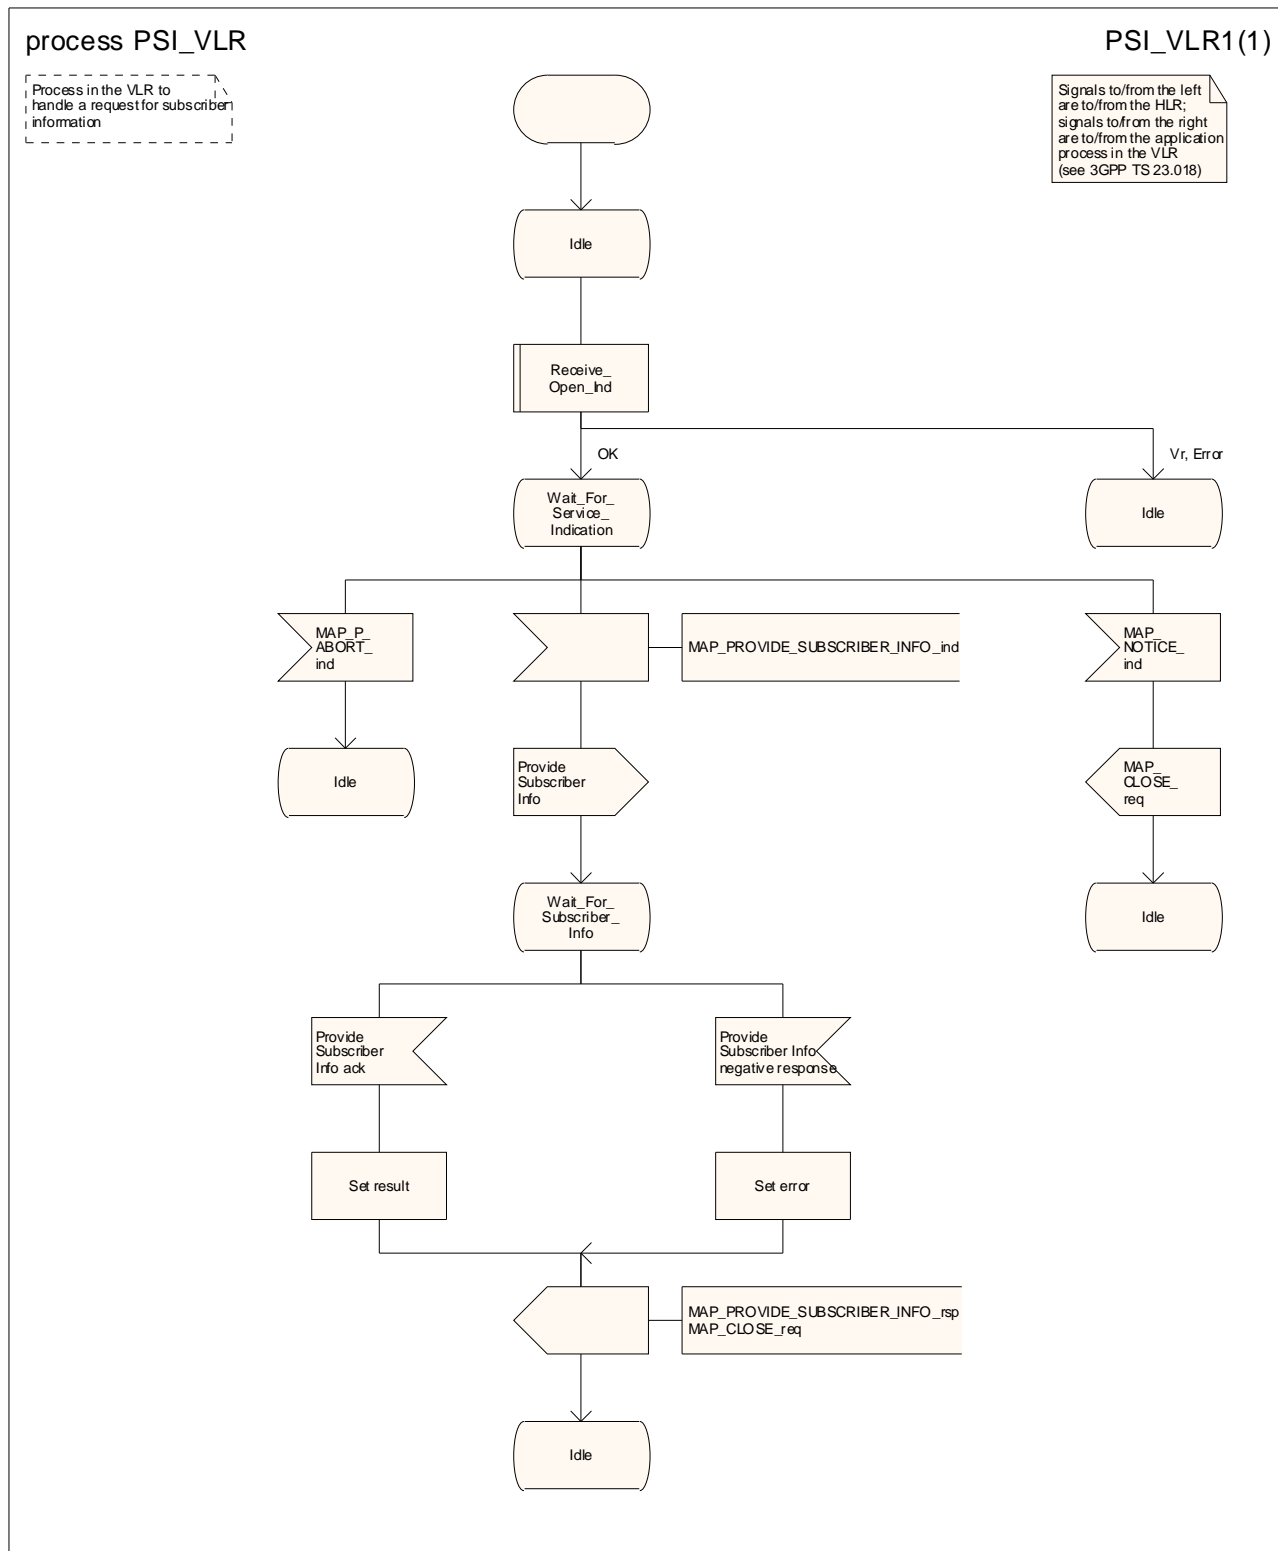 process PSI_VLR
PSI_VLR1(1)
Process in the VLR to
handle a request for subscriber
information
Signals to/from the left
are to/from the HLR;
signals to/from the right
are to/from the application
process in the VLR
(see 3GPP TS 23.018)
Idle
Receive_
Open_Ind
OK
Vr, Error
Wait_For_
Service_
Indication
Idle
MAP_P_
ABORT_
ind
MAP_PROVIDE_SUBSCRIBER_INFO_ind
MAP_
NOTICE_
ind
Idle
Provide
Subscriber
Info
MAP_
CLOSE_
req
Wait_For_
Subscriber_
Info
Idle
Provide
Subscriber
Info ack
Provide
Subscriber Info
negative response
Set result
Set error
MAP_PROVIDE_SUBSCRIBER_INFO_rsp
MAP_CLOSE_req
Idle